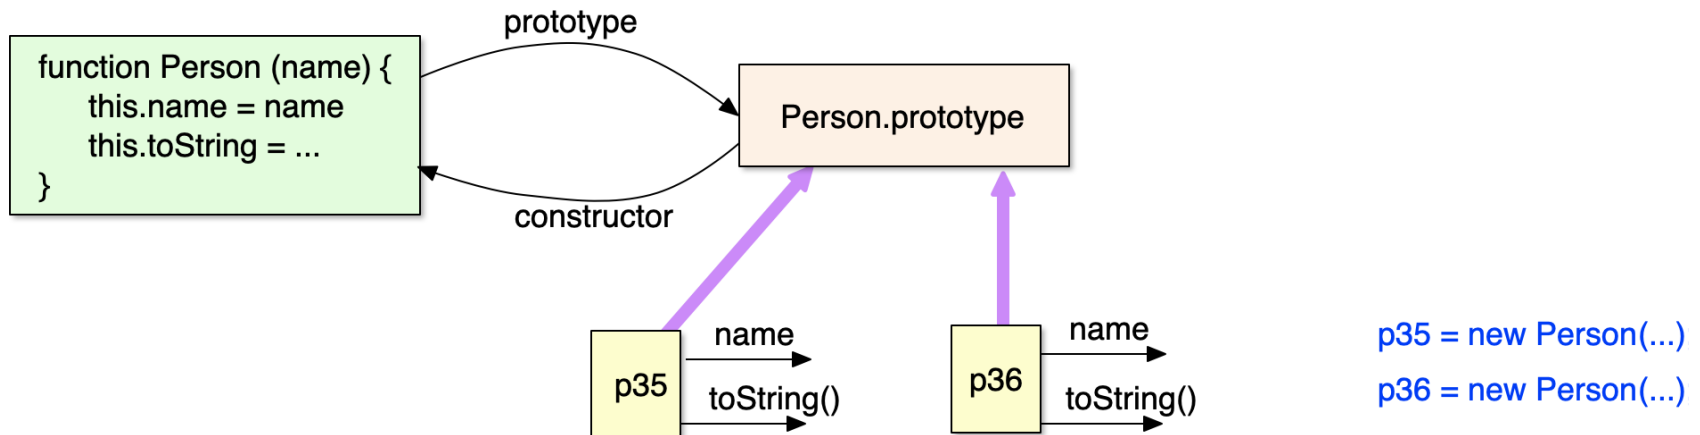 prototype
function Person (name) {
this.name = name
this.toString = ...
}
Person.prototype
constructor
name
p35
toString()
name
p36
toString()
p35 = new Person(...)
p36 = new Person(...)